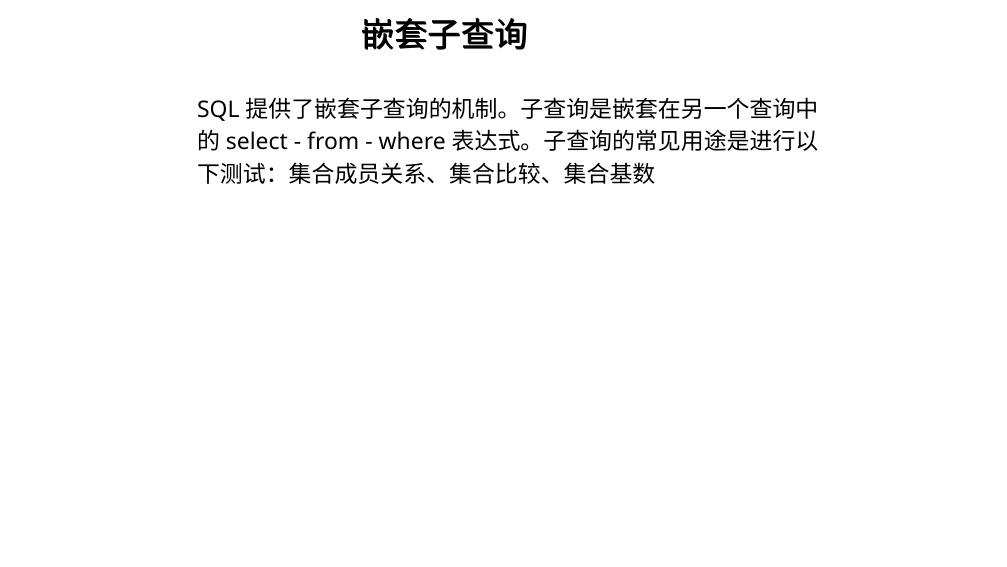 嵌套子查询
SQL 提供了嵌套子查询的机制。子查询是嵌套在另一个查询中
的 select - from - where 表达式。子查询的常见用途是进行以
下测试：集合成员关系、集合比较、集合基数